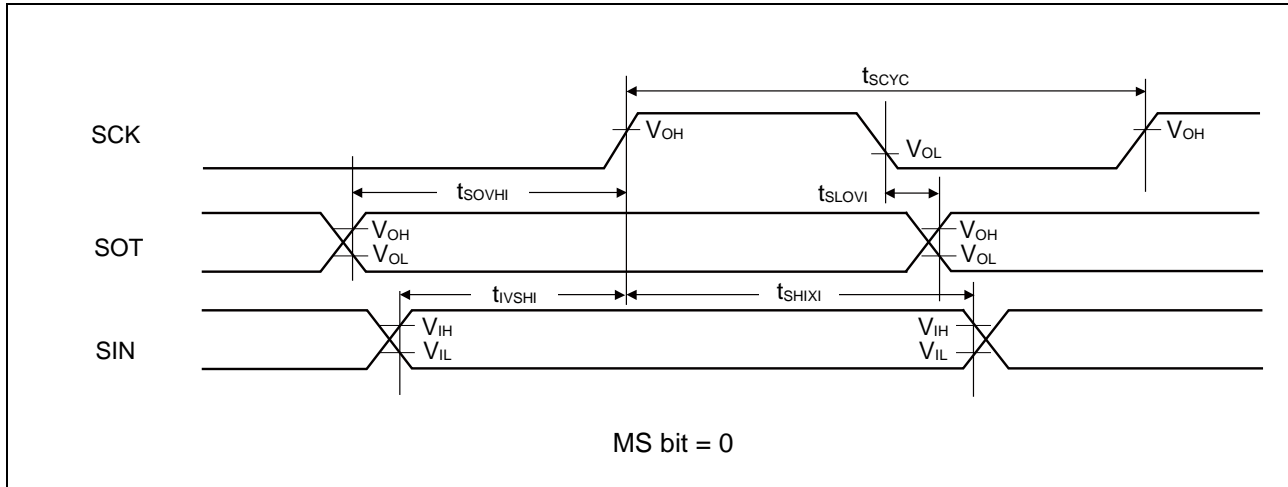 tSCYC
SCK
VOH
VOL
VOH
tSOVHI
tSLOVI
SOT
VOH
VOL
VOH
VOL
tIVSHI
tSHIXI
SIN
VIH
VIL
VIH
VIL
MS bit = 0